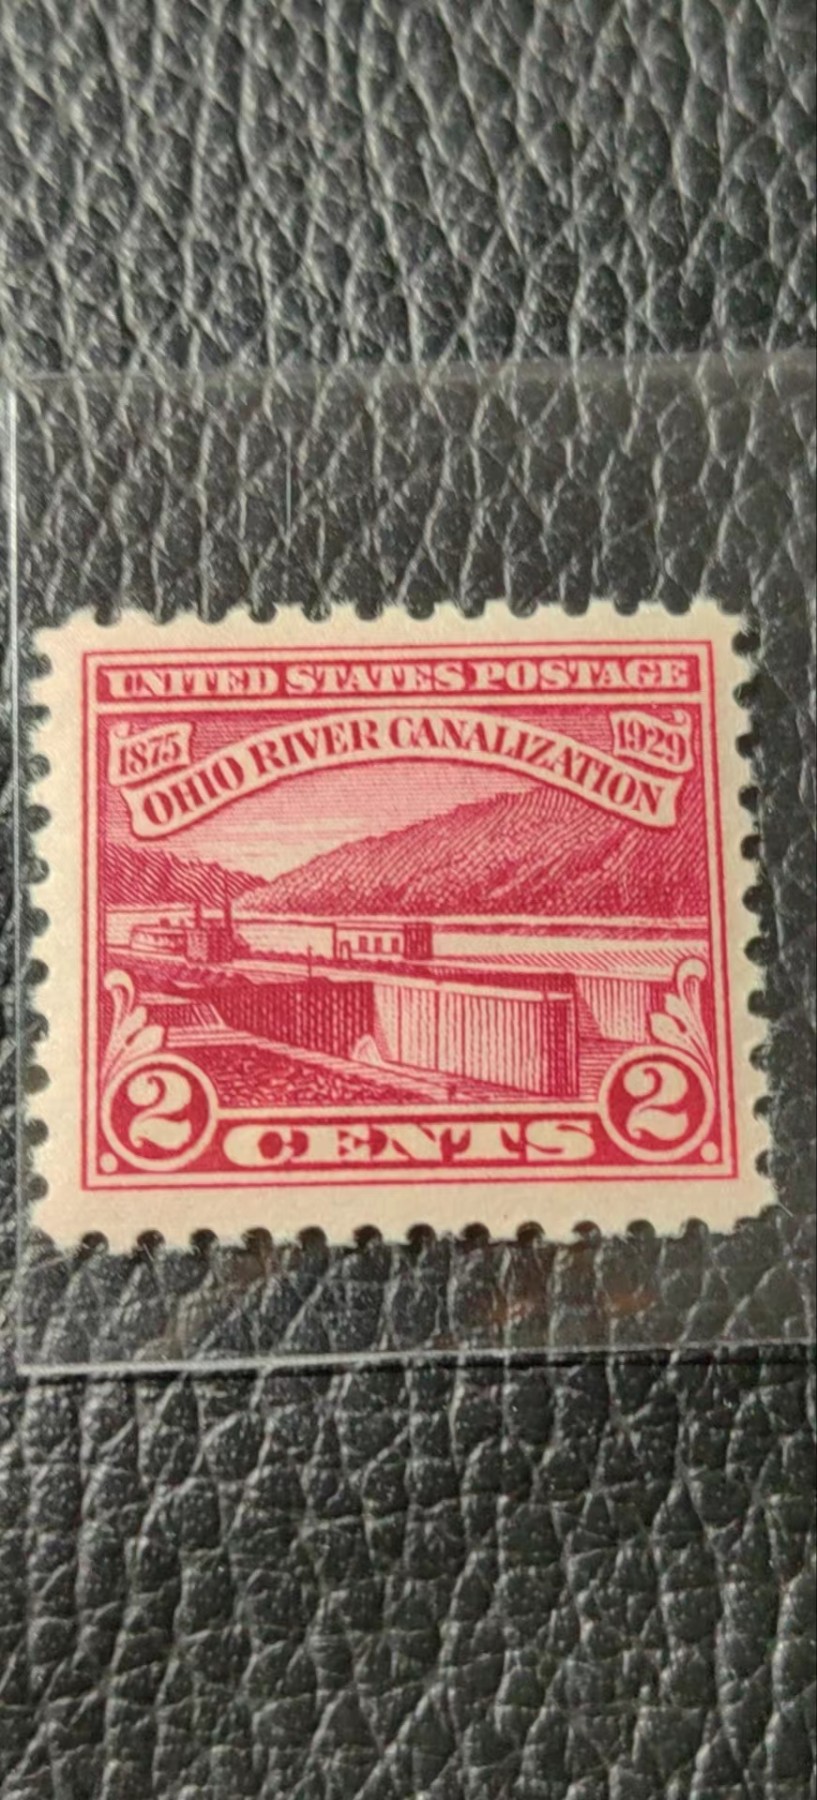 UNITED STATES POSTAGE
1875 1929
OHIO RIVER CANALIZATION
2 CENTS 2